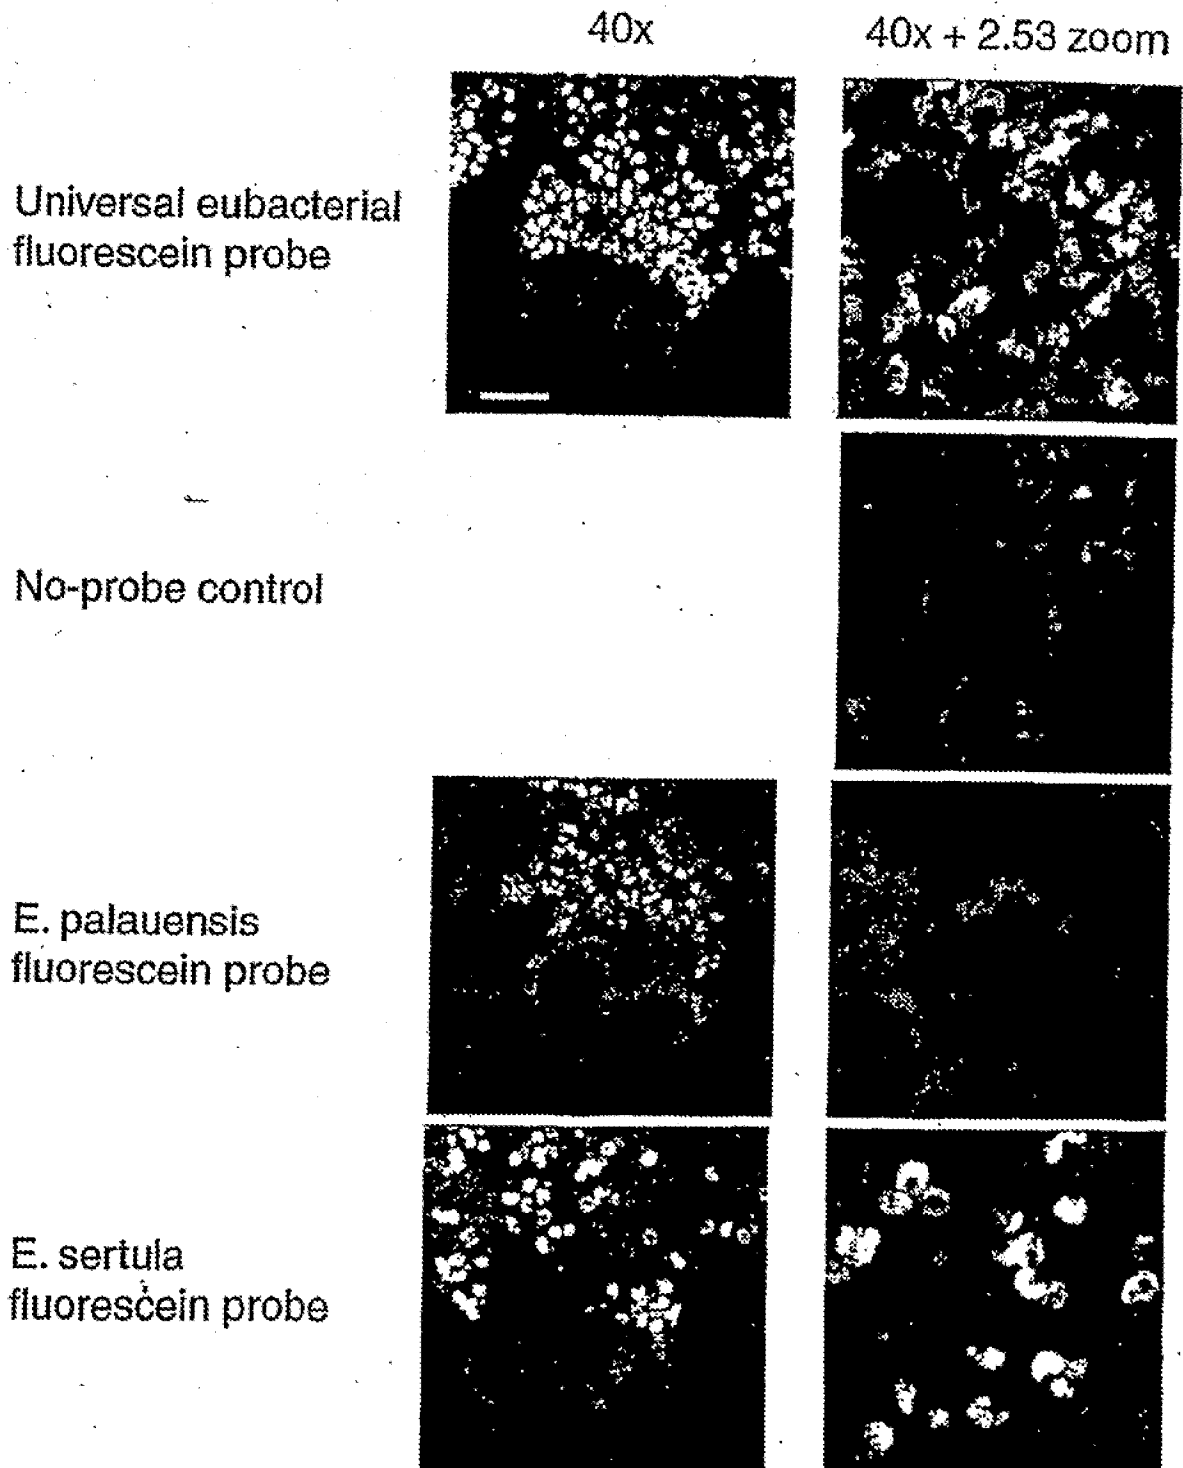 40x
40x + 2.53 zoom
Universal eubacterial
fluorescein probe
No-probe control
E. palauensis
fluorescein probe
E. sertula
fluorescein probe